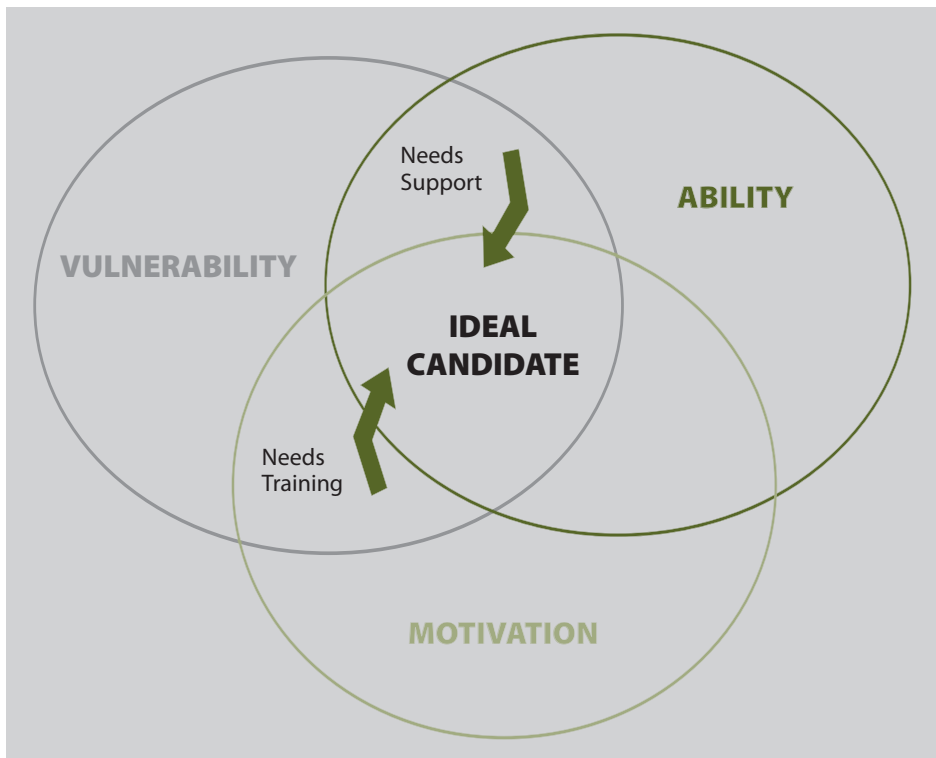 Needs
Support
ABILITY
VULNERABILITY
IDEAL
CANDIDATE
Needs
Training
MOTIVATION